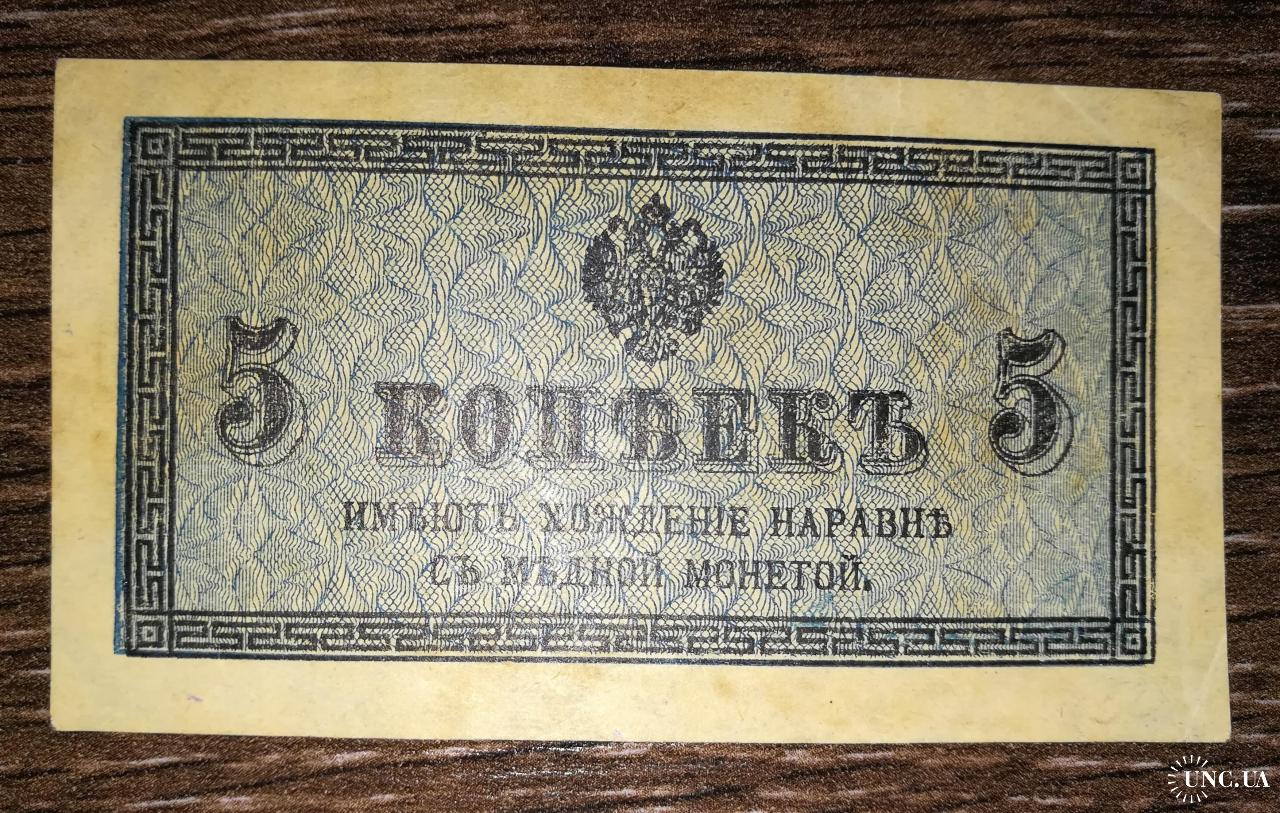 5 КОПѢЕКЪ 5
ИМѢЮТЪ ХОЖДЕНІЕ НАРАВНѢ
СЪ МѢДНОЙ МОНЕТОЙ.
UNC.UA